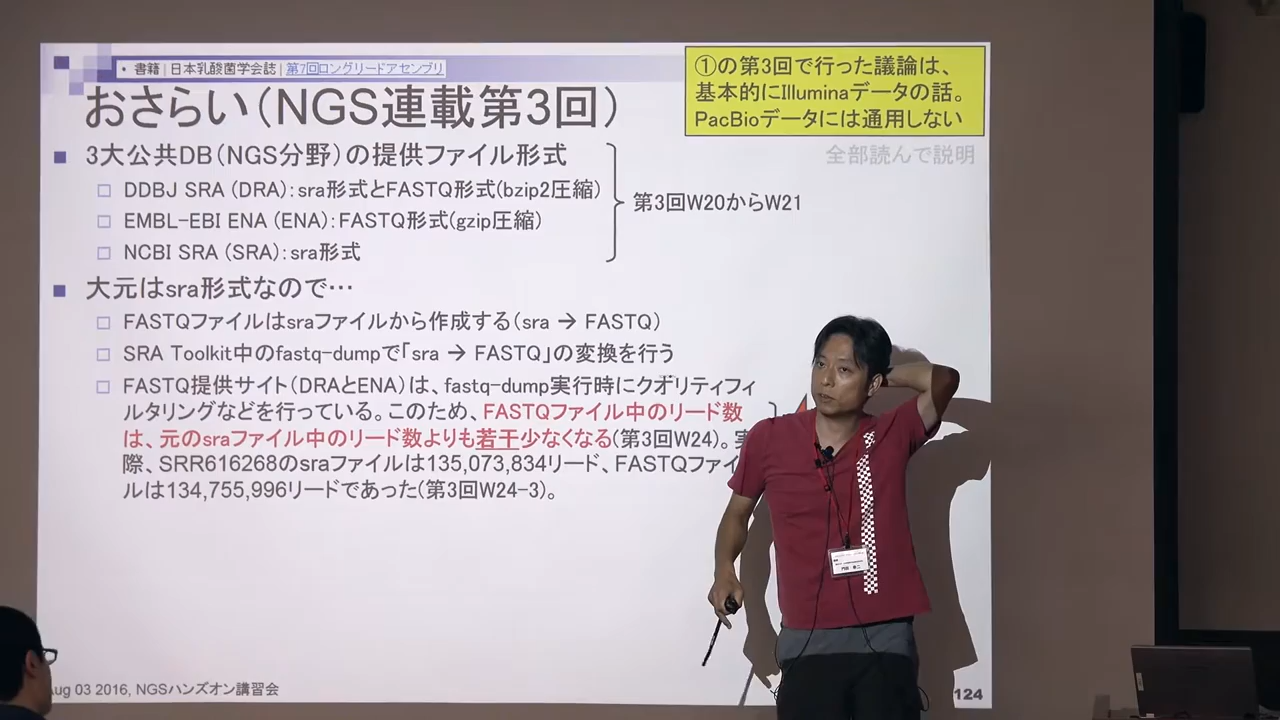 • 書籍 | 日本乳酸菌学会誌 | 第7回ロングリードアセンブリ
おさらい（NGS連載第3回）
①の第3回で行った議論は、
基本的にIlluminaデータの話。
PacBioデータには通用しない
全部読んで説明
3大公共DB（NGS分野）の提供ファイル形式
DDBJ SRA (DRA)：sra形式とFASTQ形式(bzip2圧縮)
EMBL-EBI ENA (ENA)：FASTQ形式(gzip圧縮)
NCBI SRA (SRA)：sra形式
第3回W20からW21
大元はsra形式なので…
FASTQファイルはsraファイルから作成する（sra → FASTQ）
SRA Toolkit中のfastq-dumpで「sra → FASTQ」の変換を行う
FASTQ提供サイト（DRAとENA）は、fastq-dump実行時にクオリティフィ
ルタリングなどを行っている。このため、FASTQファイル中のリード数
は、元のsraファイル中のリード数よりも若干少なくなる(第3回W24)。実
際、SRR616268のsraファイルは135,073,834リード、FASTQファイ
ルは134,755,996リードであった(第3回W24-3)。
ug 03 2016, NGSハンズオン講習会
124